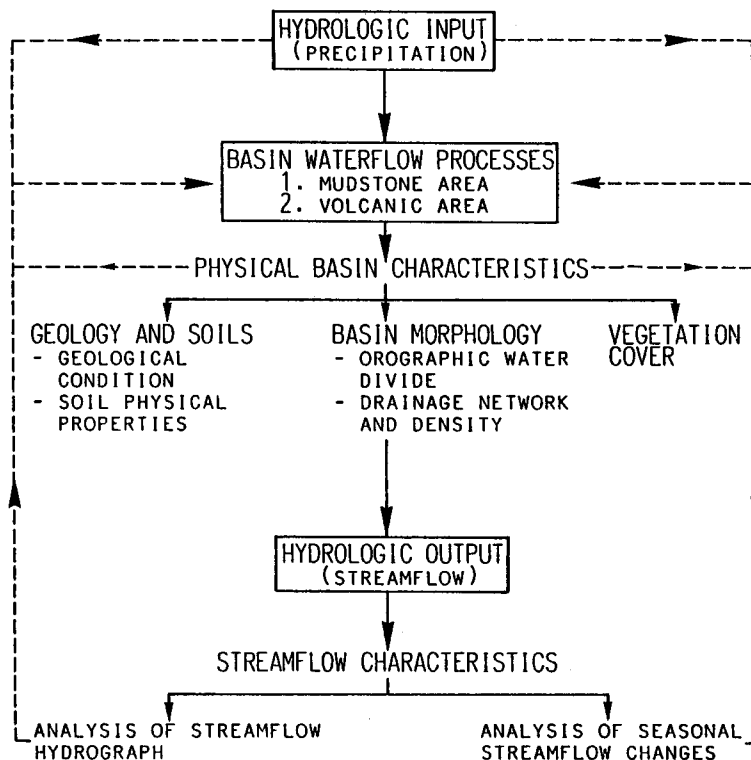 HYDROLOGIC INPUT
(PRECIPITATION)
BASIN WATERFLOW PROCESSES
1. MUDSTONE AREA
2. VOLCANIC AREA
PHYSICAL BASIN CHARACTERISTICS
GEOLOGY AND SOILS
- GEOLOGICAL
CONDITION
- SOIL PHYSICAL
PROPERTIES
BASIN MORPHOLOGY
- OROGRAPHIC WATER
DIVIDE
- DRAINAGE NETWORK
AND DENSITY
VEGETATION
COVER
HYDROLOGIC OUTPUT
(STREAMFLOW)
STREAMFLOW CHARACTERISTICS
ANALYSIS OF STREAMFLOW
HYDROGRAPH
ANALYSIS OF SEASONAL
STREAMFLOW CHANGES